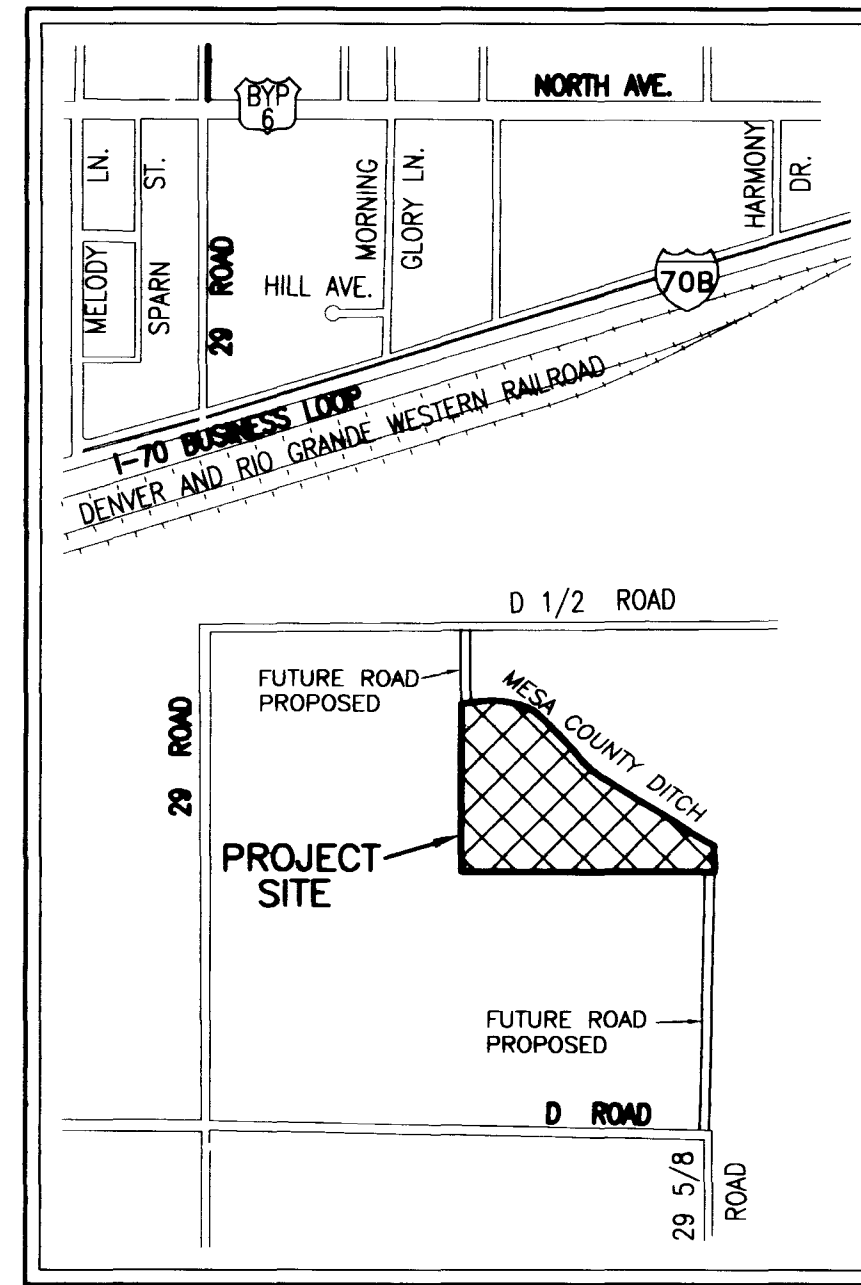 NORTH AVE.
BYP
6
MELODY LN.
SPARN ST.
29 ROAD
MORNING
GLORY LN.
HARMONY
DR.
HILL AVE.
70B
I-70 BUSINESS LOOP
DENVER AND RIO GRANDE WESTERN RAILROAD
D 1/2 ROAD
FUTURE ROAD
PROPOSED
MESA COUNTY DITCH
29 ROAD
PROJECT
SITE
FUTURE ROAD
PROPOSED
D ROAD
29 5/8
ROAD